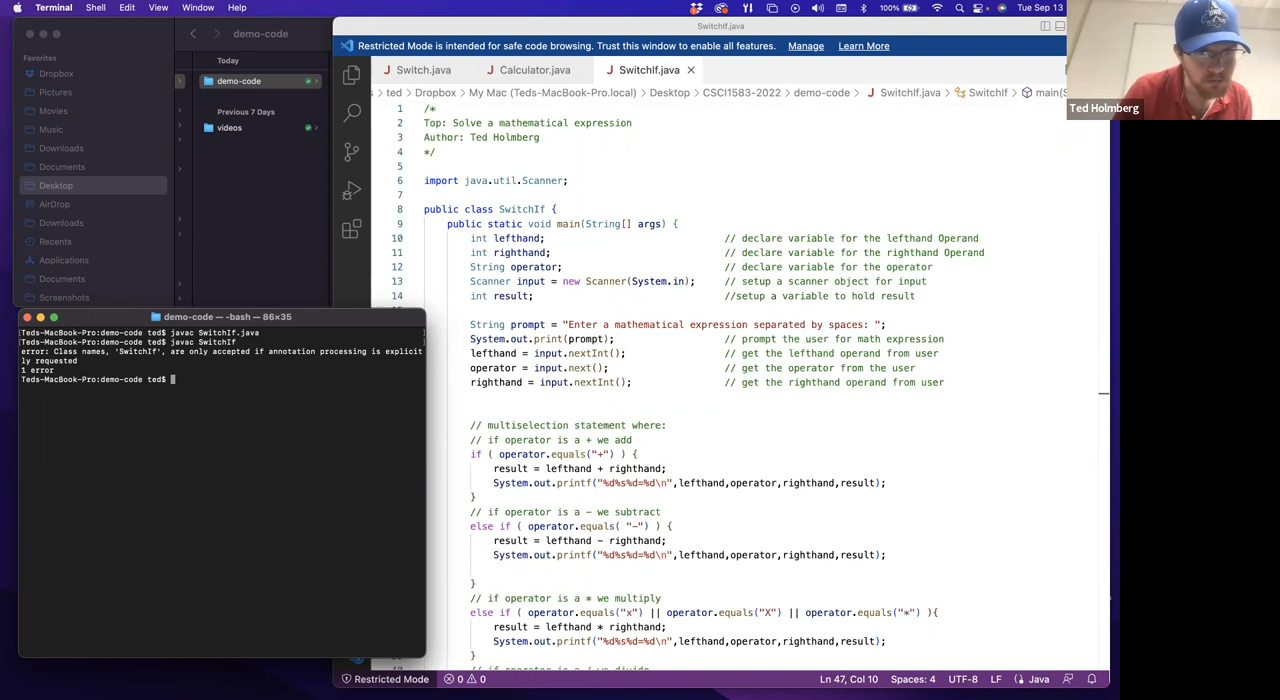 Terminal Shell Edit View Window Help
100% Tue Sep 13
Favorites
Dropbox
Pictures
Movies
Music
Downloads
Documents
Desktop
AirDrop
Downloads
Recents
Applications
Documents
Screenshots
demo-code
Today
demo-code
Previous 7 Days
videos
SwitchIf.java
Restricted Mode is intended for safe code browsing. Trust this window to enable all features. Manage Learn More
J Switch.java J Calculator.java J SwitchIf.java
ted > Dropbox > My Mac (Teds-MacBook-Pro.local) > Desktop > CSCI1583-2022 > demo-code > J SwitchIf.java > SwitchIf > main(S
1 /*
2 Top: Solve a mathematical expression
3 Author: Ted Holmberg
4 */
5
6 import java.util.Scanner;
7
8 public class SwitchIf {
9 public static void main(String[] args) {
10 int lefthand; // declare variable for the lefthand Operand
11 int righthand; // declare variable for the righthand Operand
12 String operator; // declare variable for the operator
13 Scanner input = new Scanner(System.in); // setup a scanner object for input
14 int result; //setup a variable to hold result
String prompt = "Enter a mathematical expression separated by spaces: ";
System.out.print(prompt); // prompt the user for math expression
lefthand = input.nextInt(); // get the lefthand operand from user
operator = input.next(); // get the operator from the user
righthand = input.nextInt(); // get the righthand operand from user
// multiselection statement where:
// if operator is a + we add
if ( operator.equals("+") ) {
result = lefthand + righthand;
System.out.printf("%d%s%d=%d\n",lefthand,operator,righthand,result);
}
// if operator is a - we subtract
else if ( operator.equals( "-") ) {
result = lefthand - righthand;
System.out.printf("%d%s%d=%d\n",lefthand,operator,righthand,result);
}
// if operator is a * we multiply
else if ( operator.equals("x") || operator.equals("X") || operator.equals("*") ){
result = lefthand * righthand;
System.out.printf("%d%s%d=%d\n",lefthand,operator,righthand,result);
}
// if operator is a / we divide
Restricted Mode 0 0 Ln 47, Col 10 Spaces: 4 UTF-8 LF Java
demo-code — -bash — 86×35
Teds-MacBook-Pro:demo-code ted$ javac SwitchIf.java
Teds-MacBook-Pro:demo-code ted$ javac SwitchIf
error: Class names, 'SwitchIf', are only accepted if annotation processing is explicit
ly requested
1 error
Teds-MacBook-Pro:demo-code ted$
Ted Holmberg